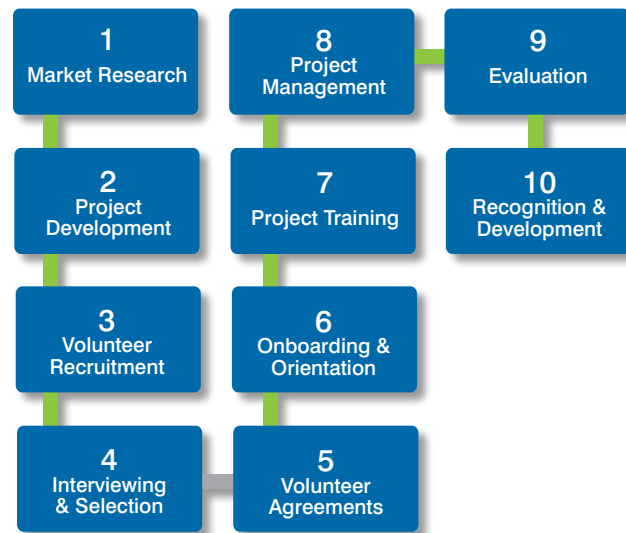 1
Market Research
2
Project
Development
3
Volunteer
Recruitment
4
Interviewing
& Selection
5
Volunteer
Agreements
6
Onboarding &
Orientation
7
Project Training
8
Project
Management
9
Evaluation
10
Recognition &
Development